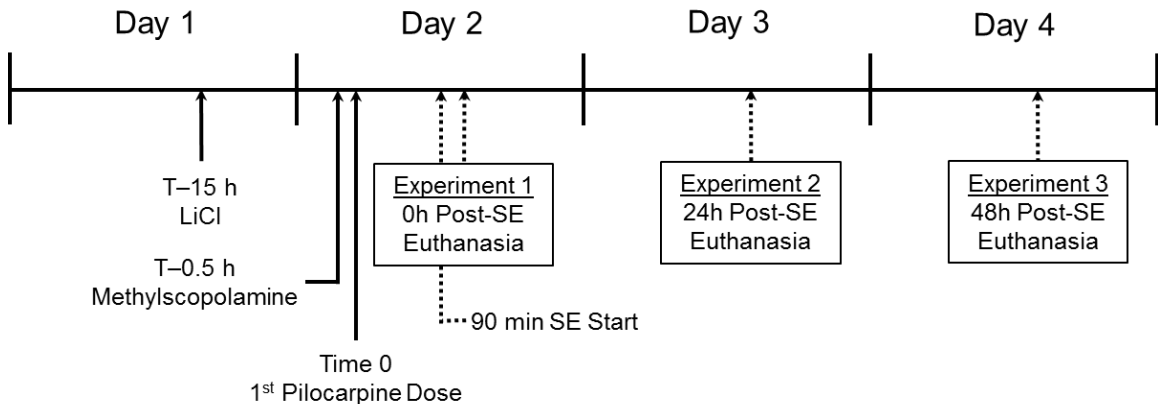 Day 1
Day 2
Day 3
Day 4
T–15 h
LiCl
T–0.5 h
Methylscopolamine
Time 0
1st Pilocarpine Dose
Experiment 1
0h Post-SE
Euthanasia
90 min SE Start
Experiment 2
24h Post-SE
Euthanasia
Experiment 3
48h Post-SE
Euthanasia